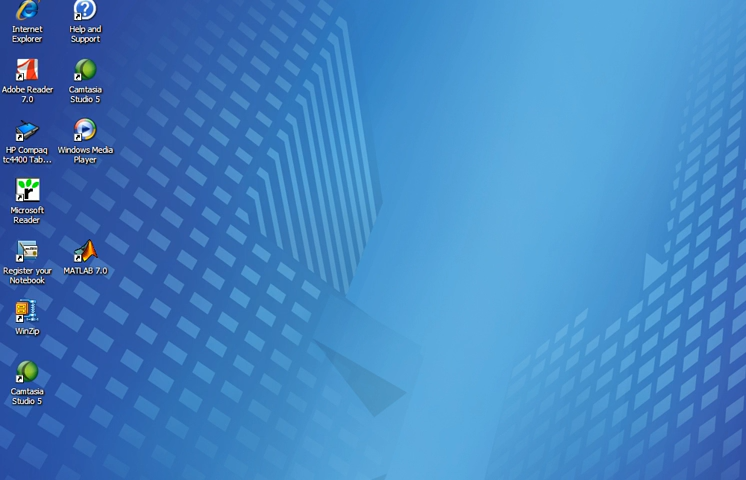 Internet
Explorer
Help and
Support
Adobe Reader
7.0
Camtasia
Studio 5
HP Compaq
tc4400 Tab...
Windows Media
Player
Microsoft
Reader
Register your
Notebook
MATLAB 7.0
WinZip
Camtasia
Studio 5